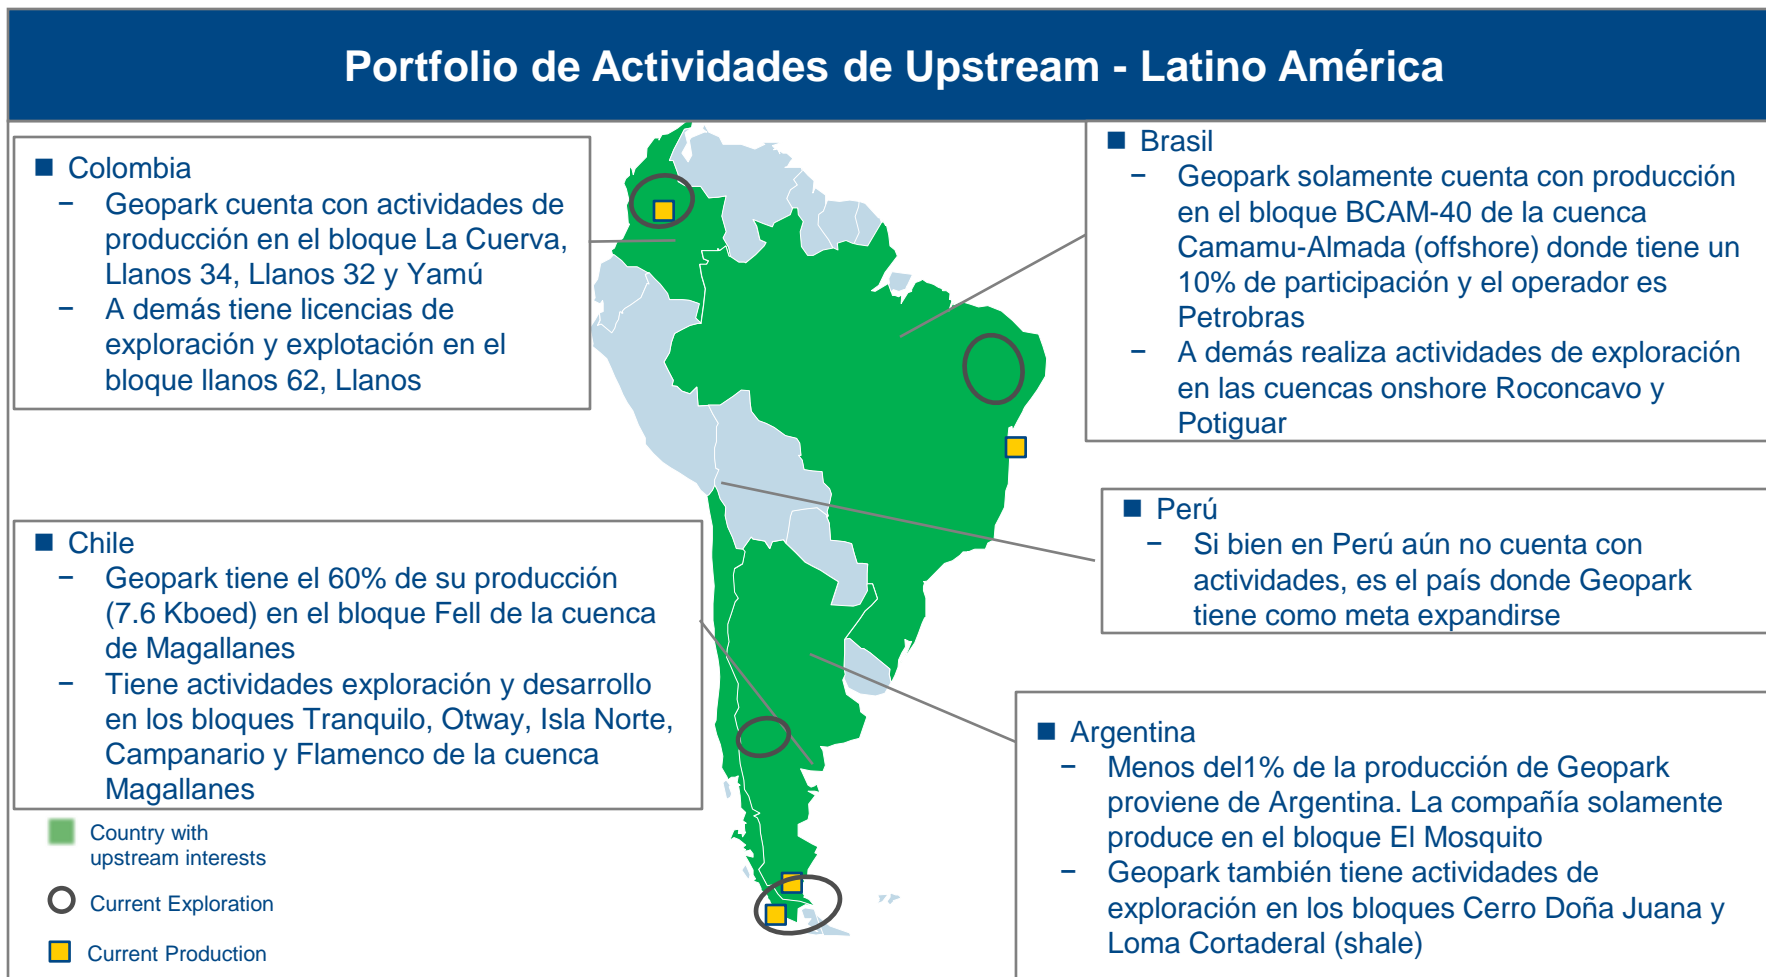 Portfolio de Actividades de Upstream - Latino América
■ Colombia
− Geopark cuenta con actividades de
producción en el bloque La Cuerva,
Llanos 34, Llanos 32 y Yamú
− A demás tiene licencias de
exploración y explotación en el
bloque llanos 62, Llanos
■ Chile
− Geopark tiene el 60% de su producción
(7.6 Kboed) en el bloque Fell de la cuenca
de Magallanes
− Tiene actividades exploración y desarrollo
en los bloques Tranquilo, Otway, Isla Norte,
Campanario y Flamenco de la cuenca
Magallanes
Country with
upstream interests
Current Exploration
Current Production
■ Brasil
− Geopark solamente cuenta con producción
en el bloque BCAM-40 de la cuenca
Camamu-Almada (offshore) donde tiene un
10% de participación y el operador es
Petrobras
− A demás realiza actividades de exploración
en las cuencas onshore Roconcavo y
Potiguar
■ Perú
− Si bien en Perú aún no cuenta con
actividades, es el país donde Geopark
tiene como meta expandirse
■ Argentina
− Menos del1% de la producción de Geopark
proviene de Argentina. La compañía solamente
produce en el bloque El Mosquito
− Geopark también tiene actividades de
exploración en los bloques Cerro Doña Juana y
Loma Cortaderal (shale)